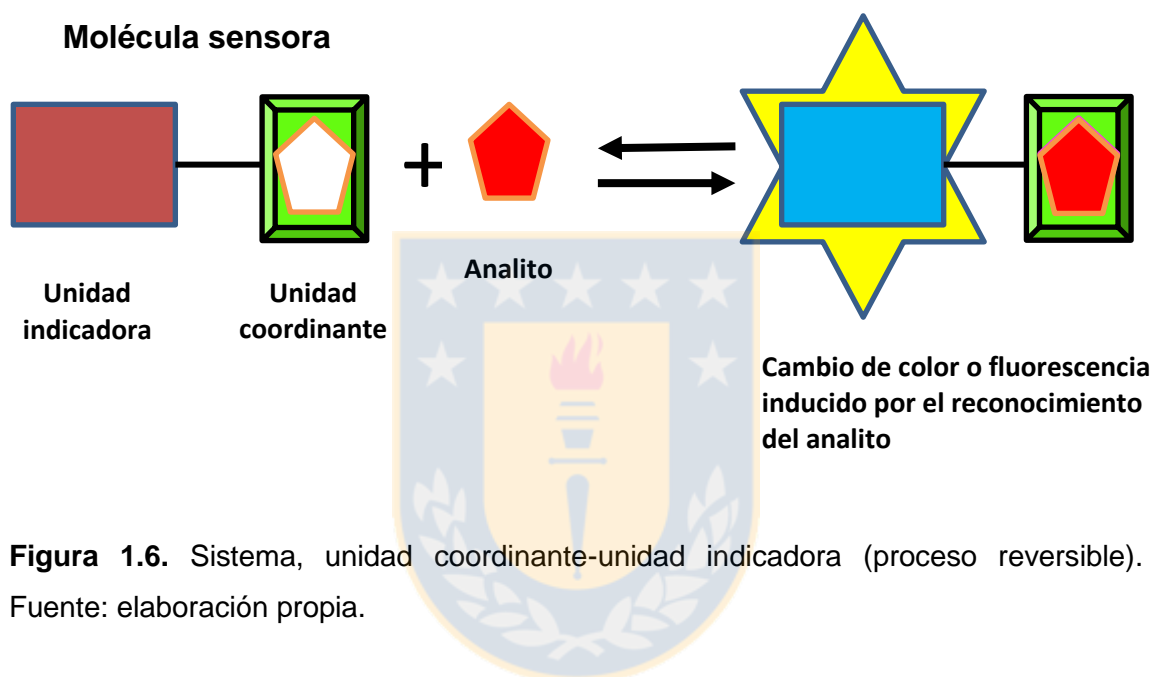 Molécula sensora
+
Analito
Unidad
indicadora
Unidad
coordinante
Cambio de color o fluorescencia
inducido por el reconocimiento
del analito
Figura 1.6. Sistema, unidad coordinante-unidad indicadora (proceso reversible).
Fuente: elaboración propia.